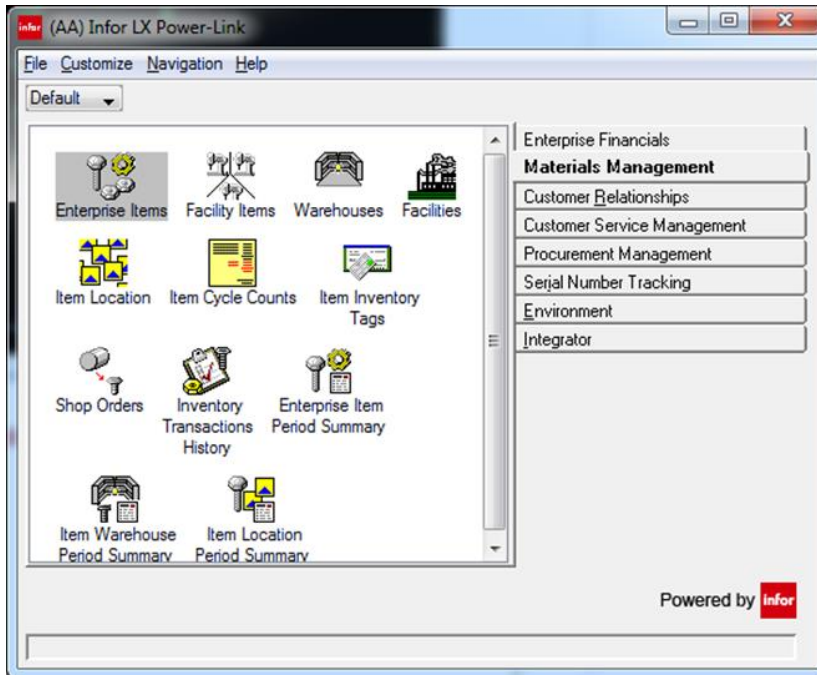 infor (AA) Infor LX Power-Link
File Customize Navigation Help
Default
Enterprise Items
Facility Items
Warehouses
Facilities
Item Location
Item Cycle Counts
Item Inventory
Tags
Shop Orders
Inventory
Transactions
History
Enterprise Item
Period Summary
Item Warehouse
Period Summary
Item Location
Period Summary
Enterprise Financials
Materials Management
Customer Relationships
Customer Service Management
Procurement Management
Serial Number Tracking
Environment
Integrator
Powered by infor